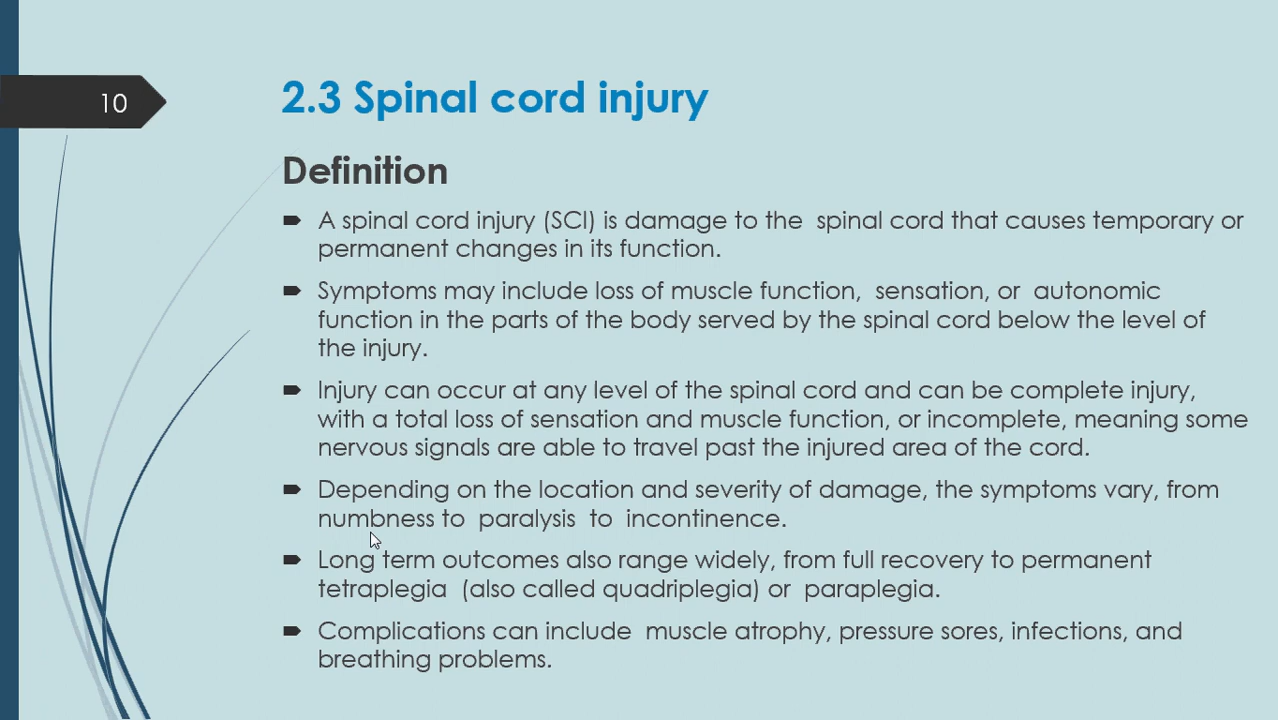 10
2.3 Spinal cord injury
Definition
A spinal cord injury (SCI) is damage to the spinal cord that causes temporary or
permanent changes in its function.
Symptoms may include loss of muscle function, sensation, or autonomic
function in the parts of the body served by the spinal cord below the level of
the injury.
Injury can occur at any level of the spinal cord and can be complete injury,
with a total loss of sensation and muscle function, or incomplete, meaning some
nervous signals are able to travel past the injured area of the cord.
Depending on the location and severity of damage, the symptoms vary, from
numbness to paralysis to incontinence.
Long term outcomes also range widely, from full recovery to permanent
tetraplegia (also called quadriplegia) or paraplegia.
Complications can include muscle atrophy, pressure sores, infections, and
breathing problems.